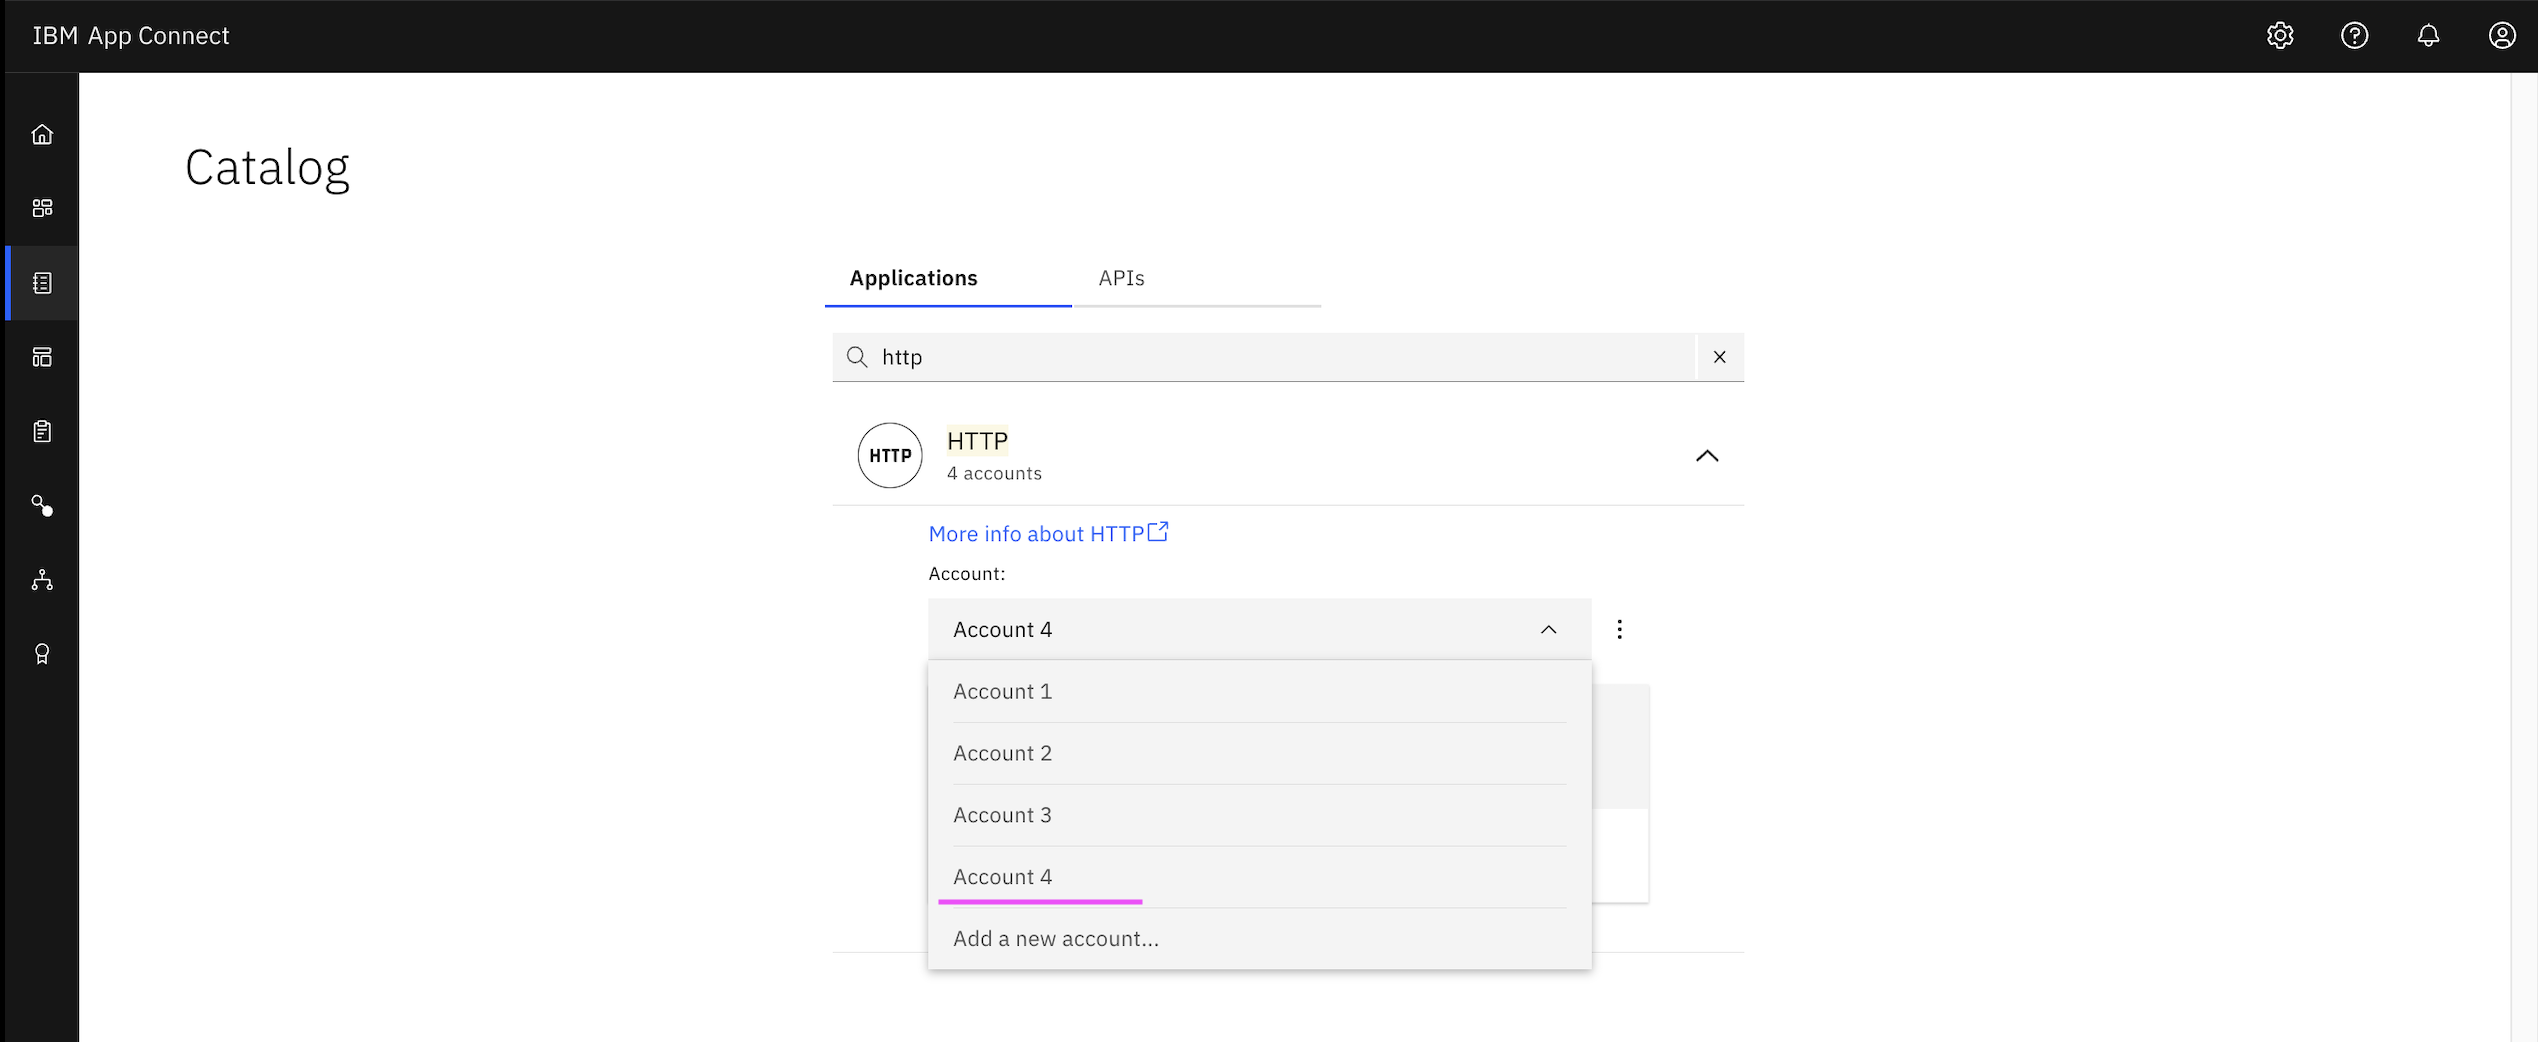 IBM App Connect
Catalog
Applications
APIs
http
HTTP
HTTP
4 accounts
More info about HTTP
Account:
Account 4
Account 1
Account 2
Account 3
Account 4
Add a new account...